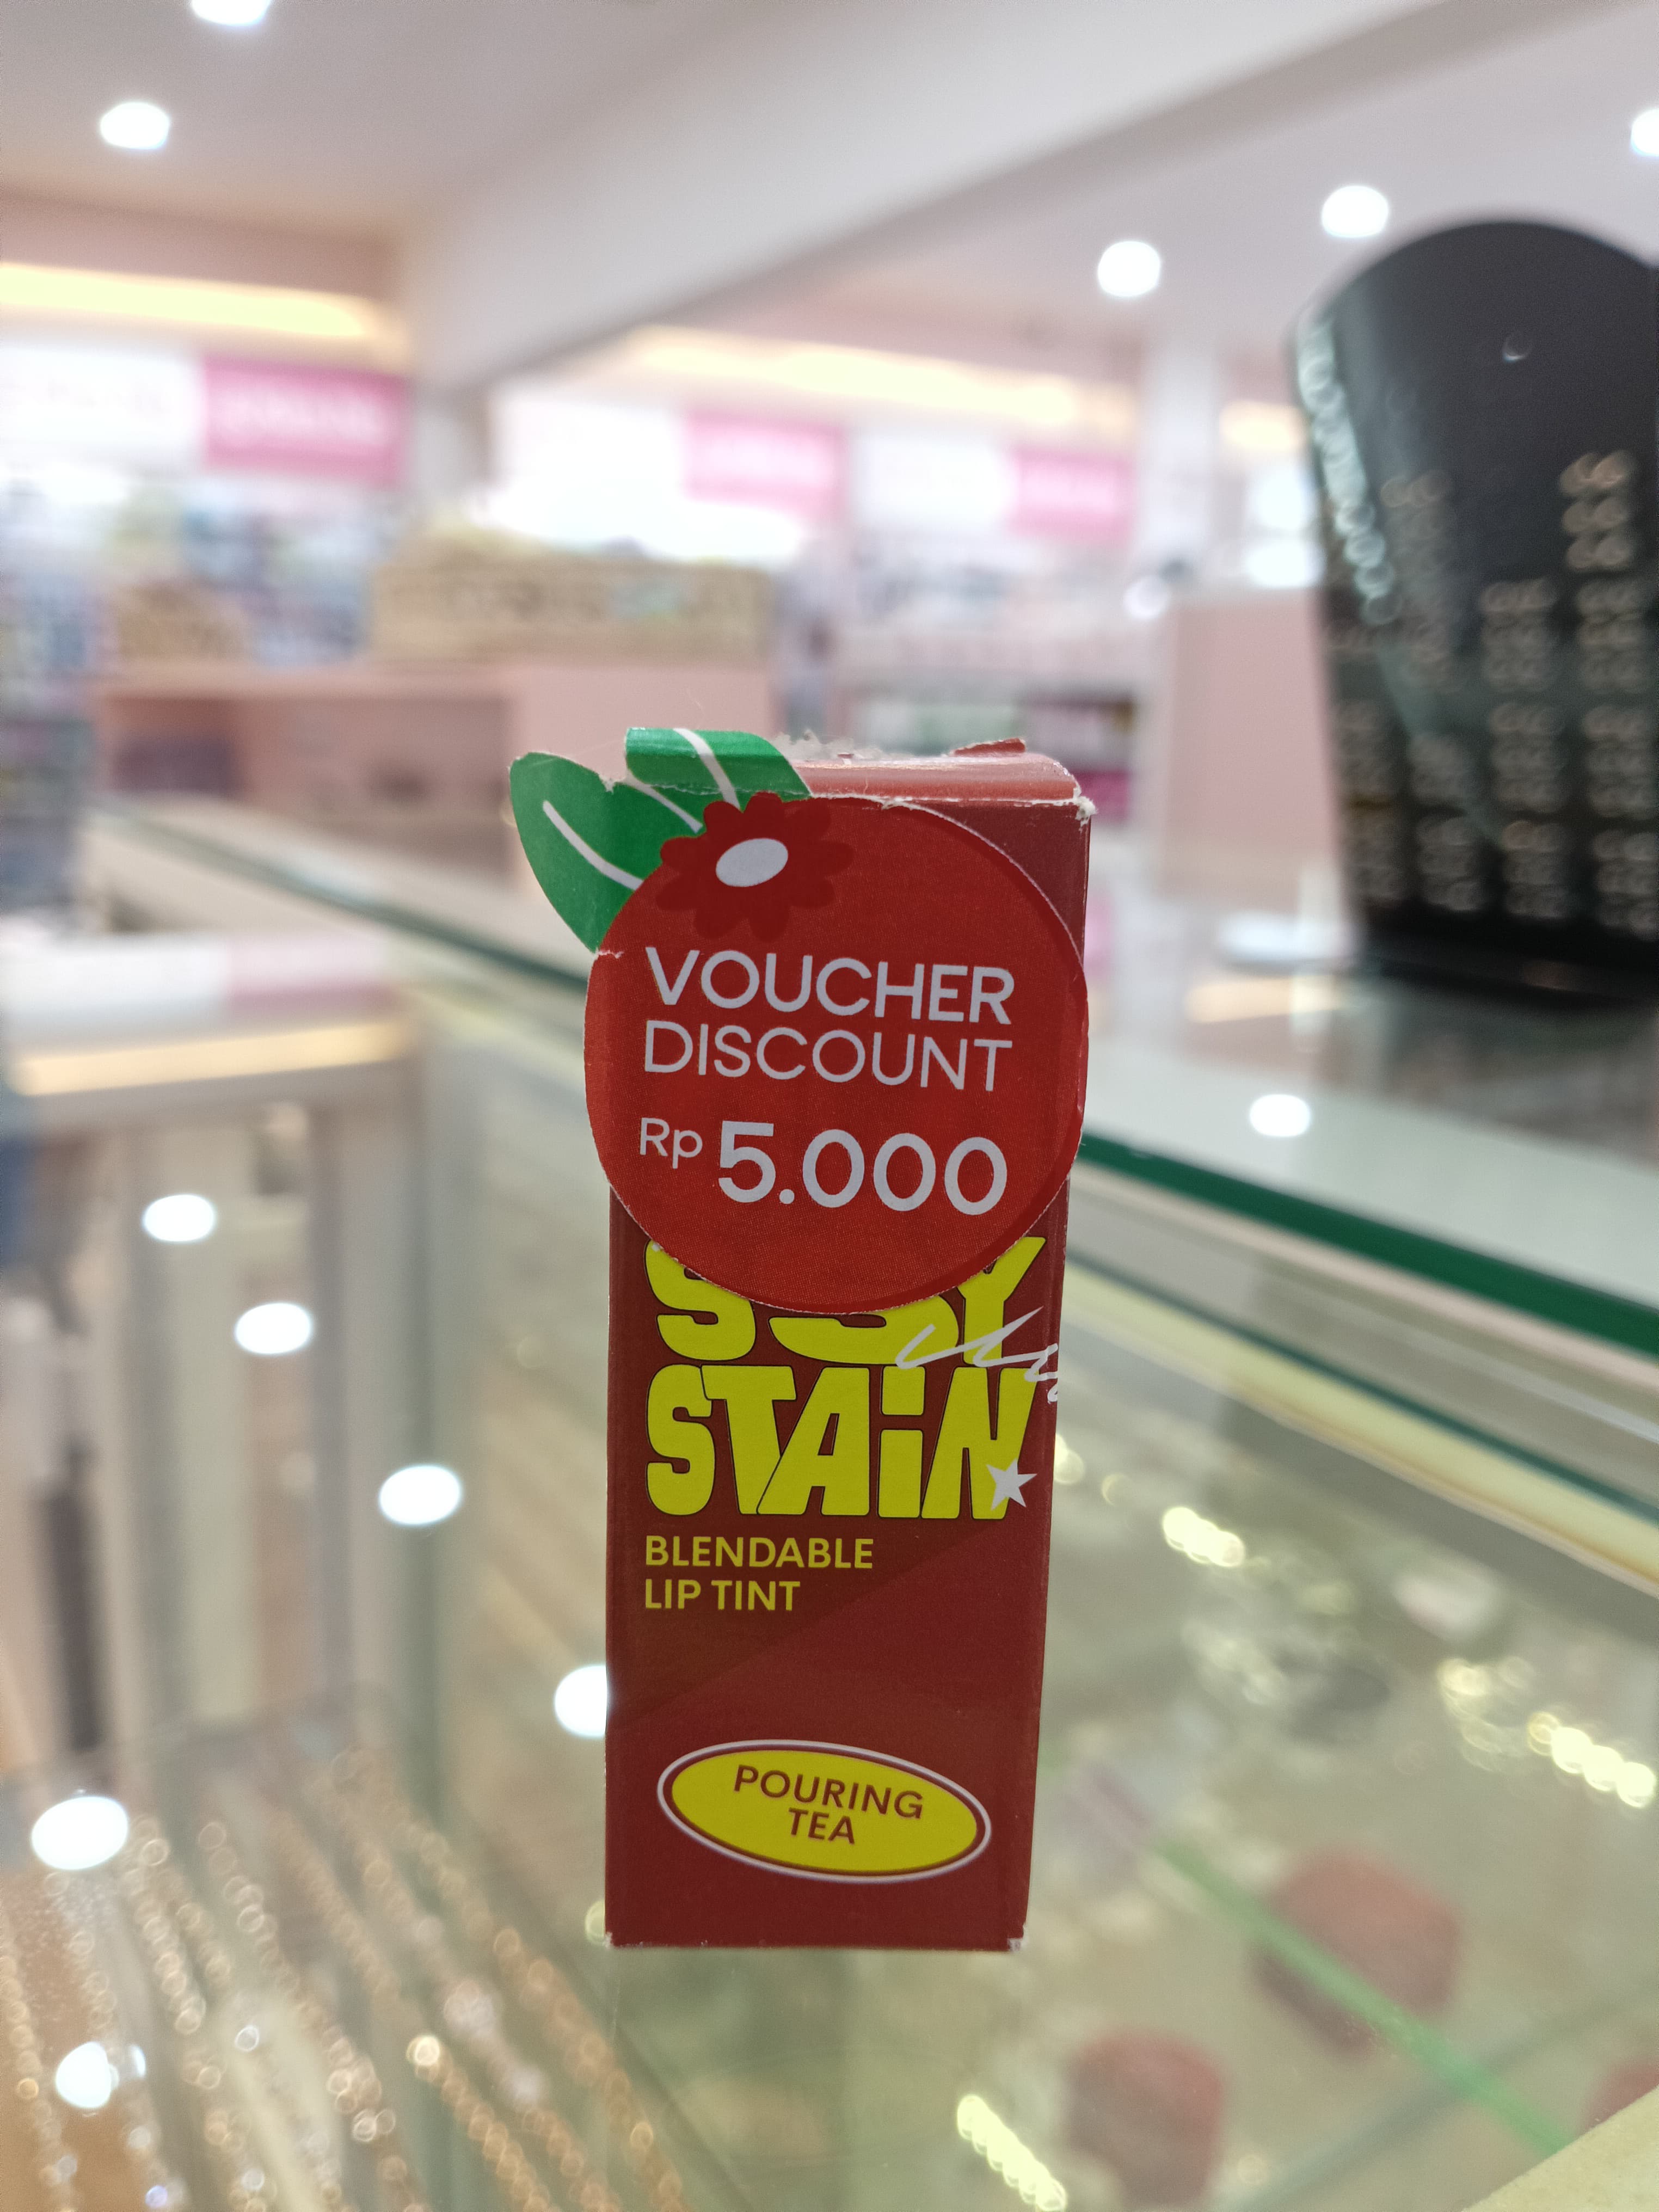 VOUCHER
DISCOUNT
Rp 5.000
STAiN
BLENDABLE
LIP TINT
POURING
TEA